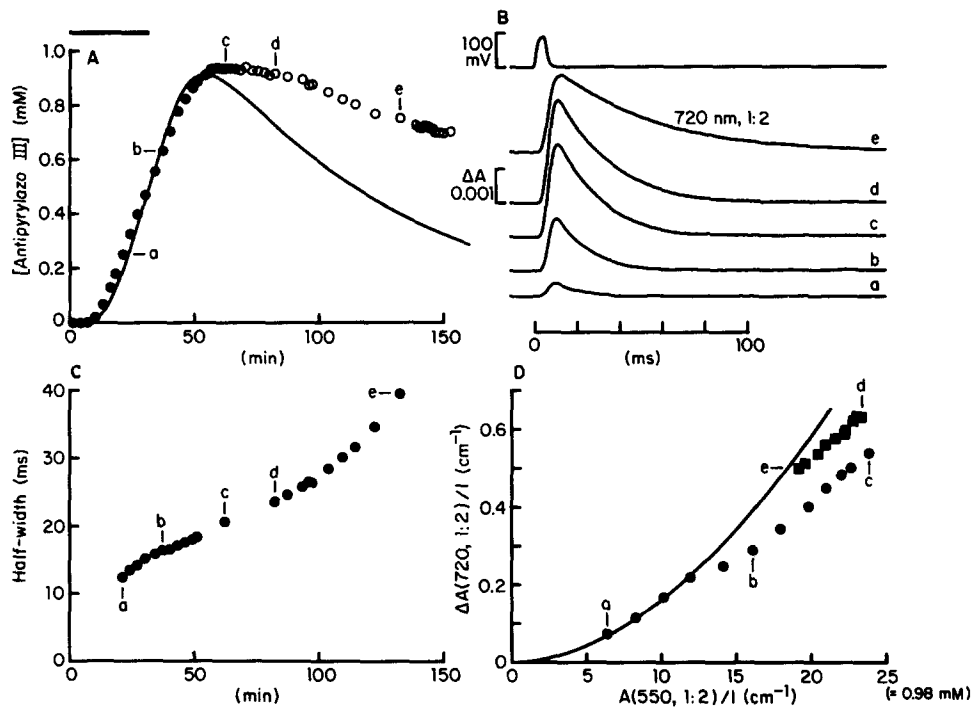 A
B
[Antipyrylazo III] (mM)
1.0
0.8
0.6
0.4
0.2
0
0
50
100
150
(min)
a
b
c
d
e
100
mV
ΔA
0.001
720 nm, 1:2
e
d
c
b
a
0
100
(ms)
C
Half-width (ms)
40
30
20
10
0
0
50
100
150
(min)
a
b
c
d
e
D
ΔA(720, 1:2)/l (cm⁻¹)
0.6
0.4
0.2
0
0
5
10
15
20
25
A(550, 1:2)/l (cm⁻¹)
(= 0.98 mM)
a
b
c
d
e